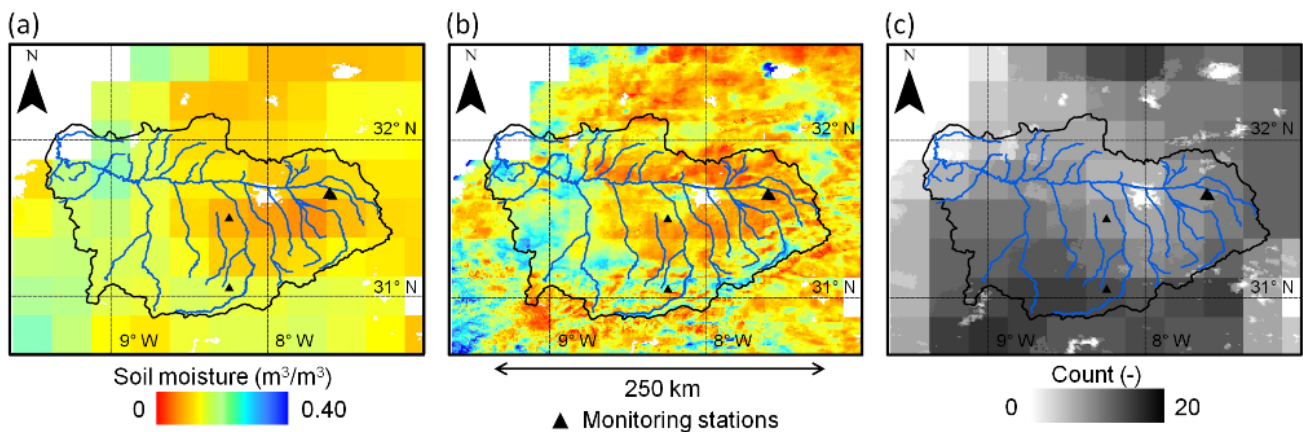 (a)
(b)
(c)
N
N
N
32° N
32° N
32° N
31° N
31° N
31° N
9° W
8° W
9° W
8° W
9° W
8° W
Soil moisture (m³/m³)
0
0.40
250 km
▲ Monitoring stations
Count (-)
0
20